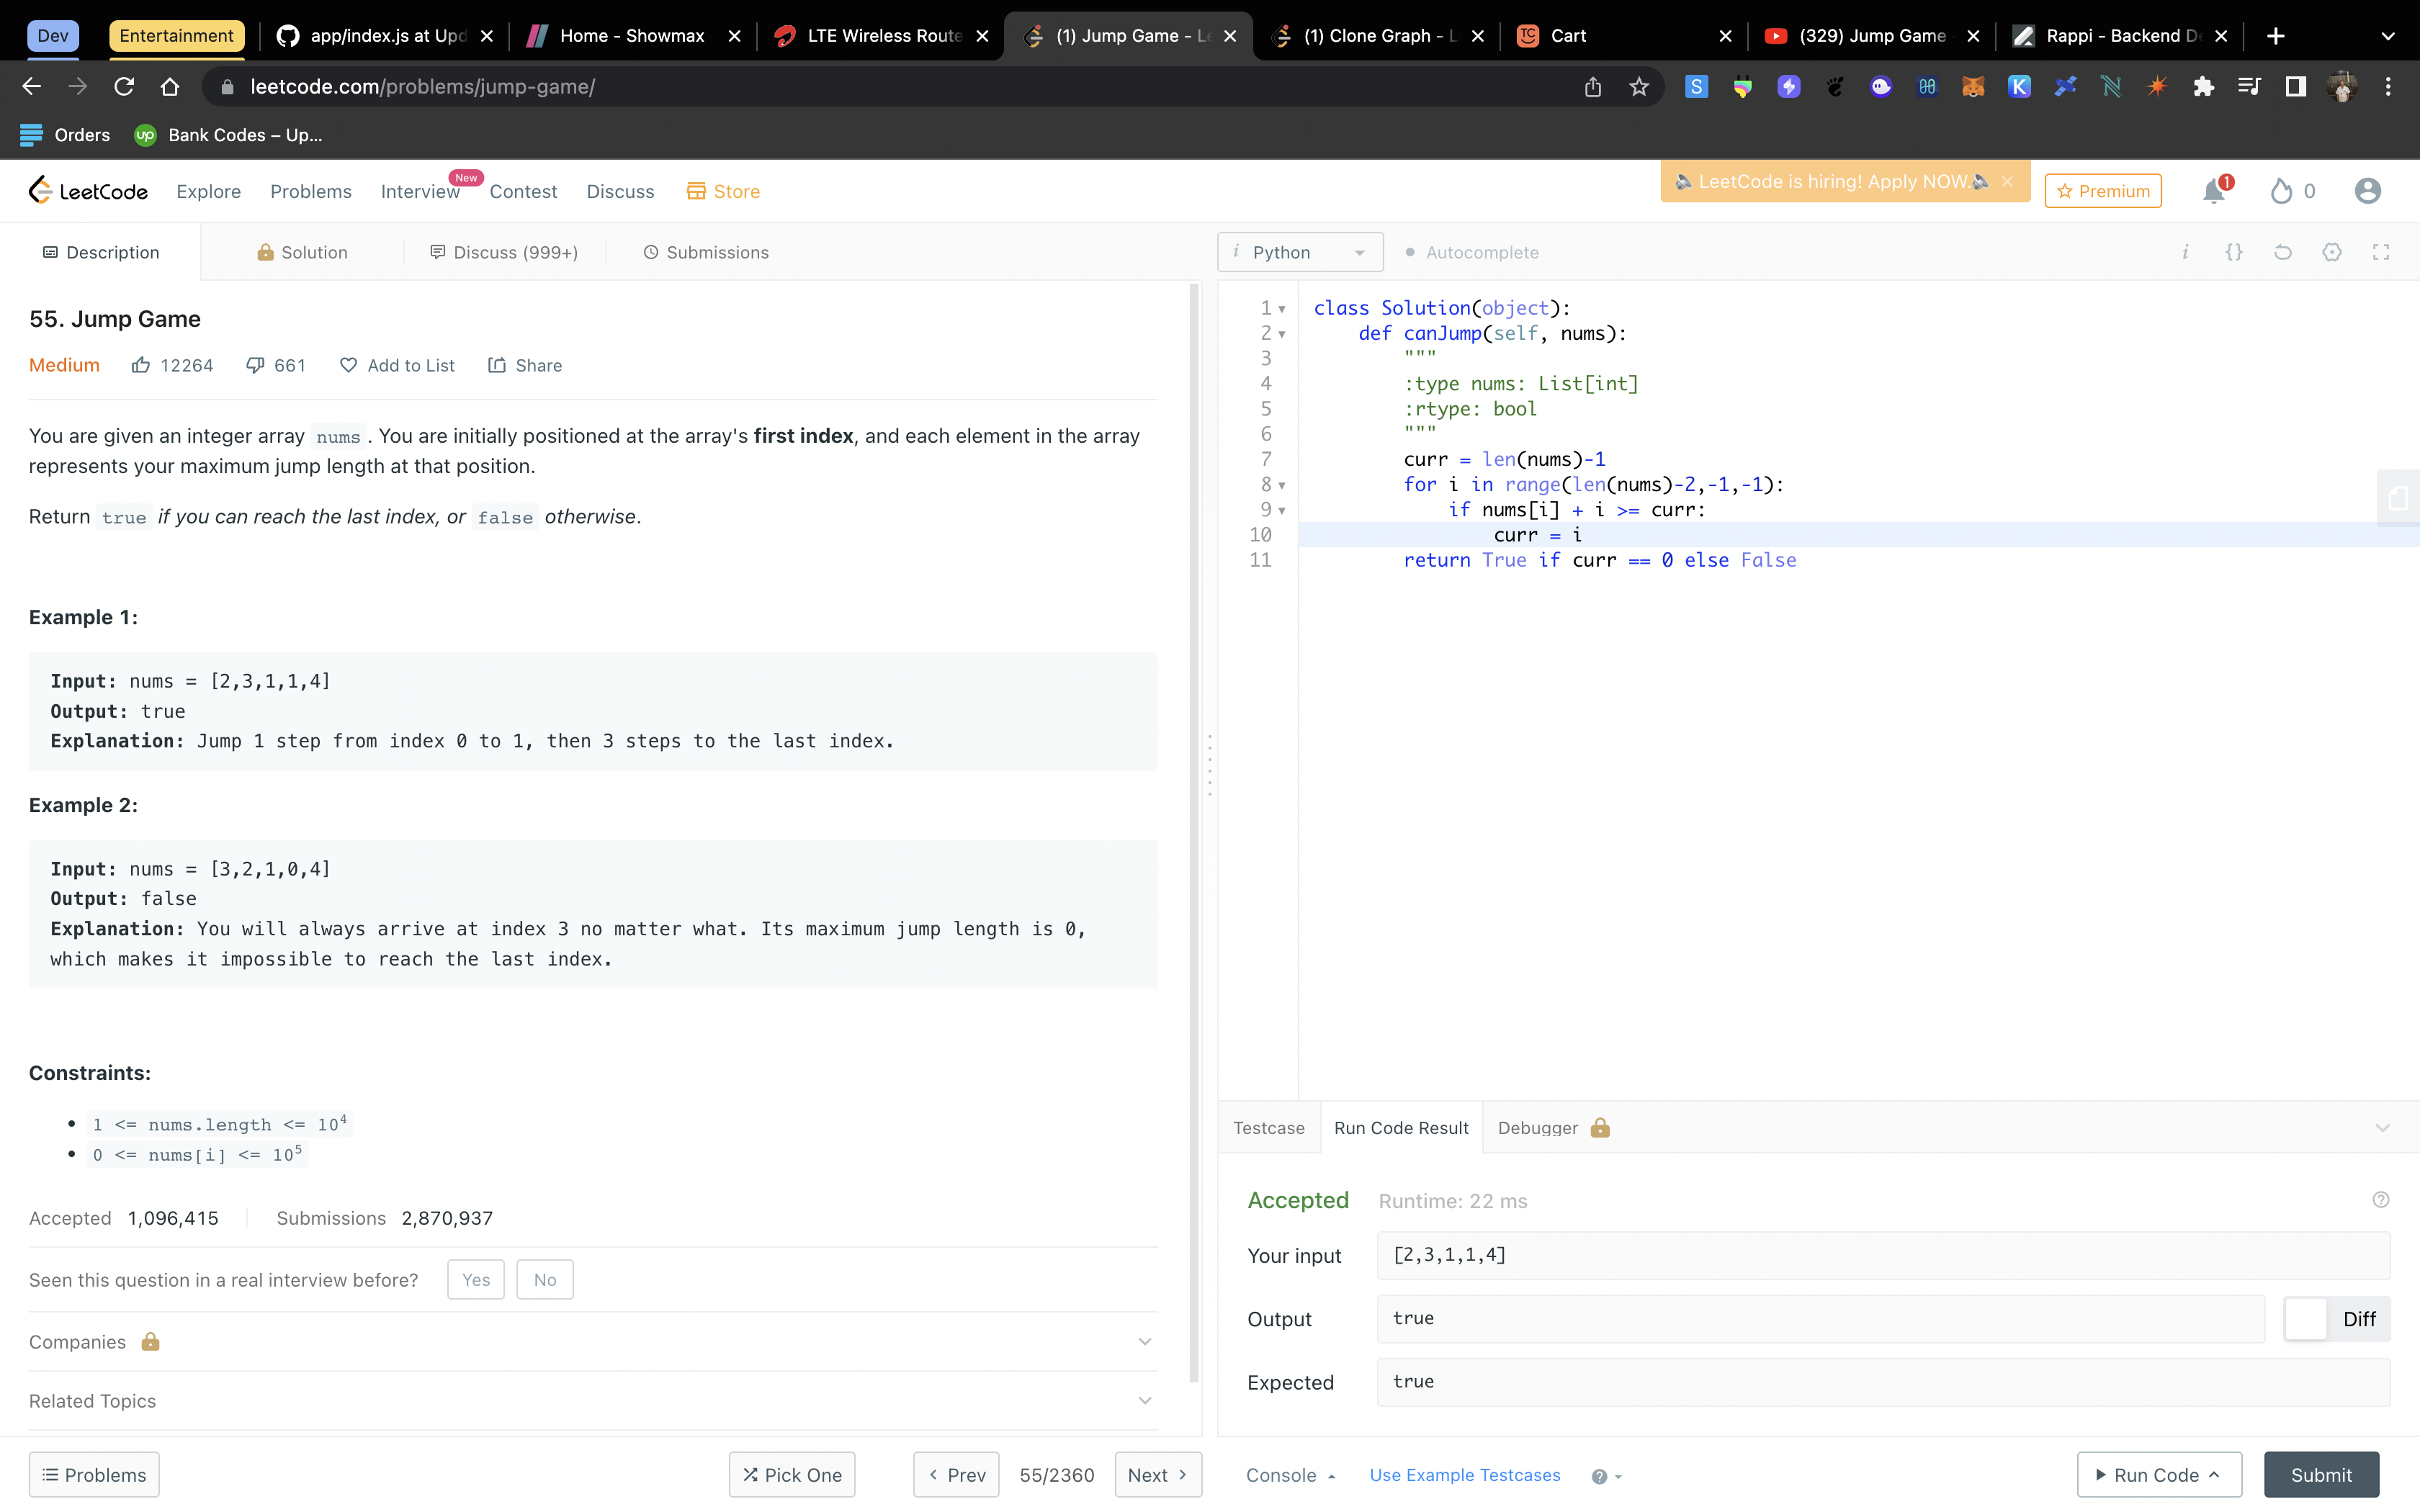 Dev
Entertainment
app/index.js at Upd
Home - Showmax
LTE Wireless Route
(1) Jump Game - Le
(1) Clone Graph - L
Cart
(329) Jump Game
Rappi - Backend De
leetcode.com/problems/jump-game/
Orders
Bank Codes – Up...
LeetCode
Explore
Problems
Interview
New
Contest
Discuss
Store
LeetCode is hiring! Apply NOW.
Premium
1
0
Description
Solution
Discuss (999+)
Submissions
i Python
Autocomplete
55. Jump Game
Medium
12264
661
Add to List
Share
You are given an integer array nums . You are initially positioned at the array's first index, and each element in the array
represents your maximum jump length at that position.
Return true if you can reach the last index, or false otherwise.
Example 1:
Input: nums = [2,3,1,1,4]
Output: true
Explanation: Jump 1 step from index 0 to 1, then 3 steps to the last index.
Example 2:
Input: nums = [3,2,1,0,4]
Output: false
Explanation: You will always arrive at index 3 no matter what. Its maximum jump length is 0,
which makes it impossible to reach the last index.
Constraints:
1 <= nums.length <= 10⁴
0 <= nums[i] <= 10⁵
Accepted 1,096,415
Submissions 2,870,937
Seen this question in a real interview before?
Yes
No
Companies
Related Topics
Problems
Pick One
Prev
55/2360
Next
1 class Solution(object):
2 def canJump(self, nums):
3 """
4 :type nums: List[int]
5 :rtype: bool
6 """
7 curr = len(nums)-1
8 for i in range(len(nums)-2,-1,-1):
9 if nums[i] + i >= curr:
10 curr = i
11 return True if curr == 0 else False
Testcase
Run Code Result
Debugger
Accepted
Runtime: 22 ms
Your input
[2,3,1,1,4]
Output
true
Diff
Expected
true
Console
Use Example Testcases
Run Code
Submit